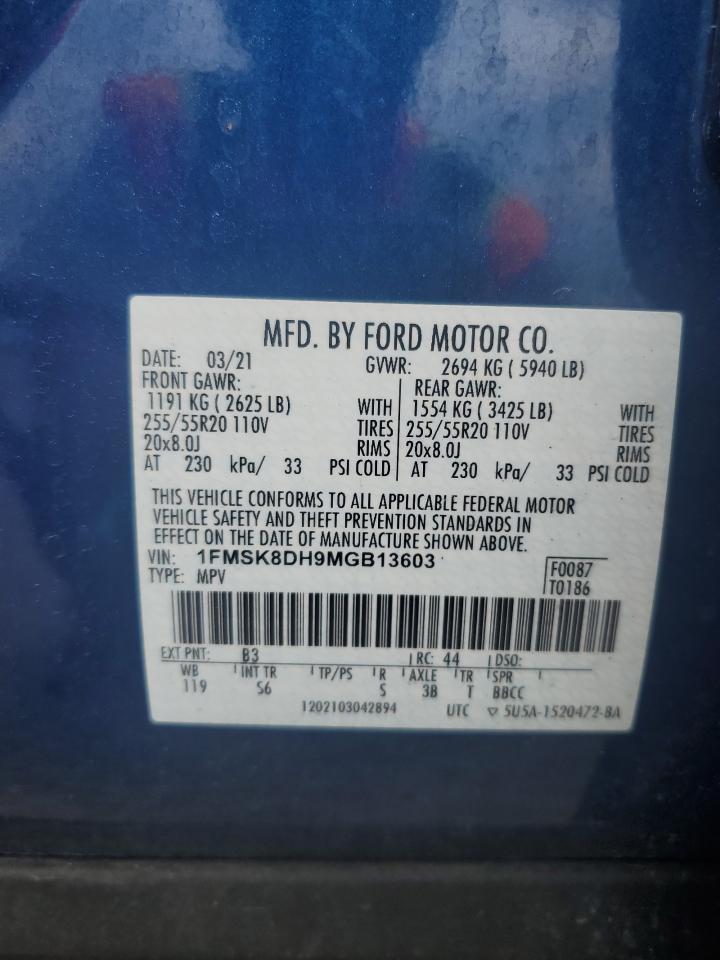 MFD. BY FORD MOTOR CO.
DATE: 03/21 GVWR: 2694 KG ( 5940 LB)
FRONT GAWR: REAR GAWR:
1191 KG ( 2625 LB) WITH 1554 KG ( 3425 LB) WITH
255/55R20 110V TIRES 255/55R20 110V TIRES
20x8.0J RIMS 20x8.0J RIMS
AT 230 kPa/ 33 PSI COLD AT 230 kPa/ 33 PSI COLD
THIS VEHICLE CONFORMS TO ALL APPLICABLE FEDERAL MOTOR
VEHICLE SAFETY AND THEFT PREVENTION STANDARDS IN
EFFECT ON THE DATE OF MANUFACTURE SHOWN ABOVE.
VIN: 1FMSK8DH9MGB13603 F0087
TYPE: MPV T0186
EXT PNT: B3 RC: 44 DSO:
WB INT TR TP/PS R AXLE TR SPR
119 S6 S 3B T BBCC
1202103042894 UTC ▽ 5U5A-1520472-8A